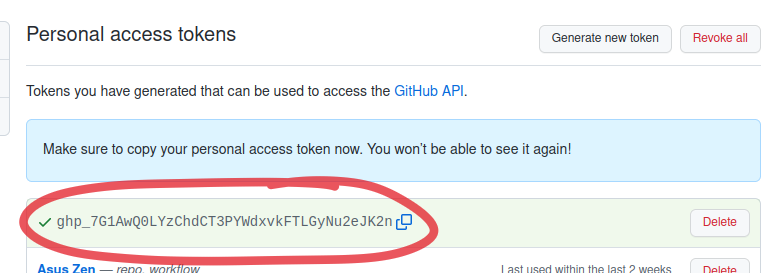 Personal access tokens
Generate new token
Revoke all
Tokens you have generated that can be used to access the GitHub API.
Make sure to copy your personal access token now. You won't be able to see it again!
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
Delete
Asus Zen — repo, workflow
Last used within the last 2 weeks
Delete